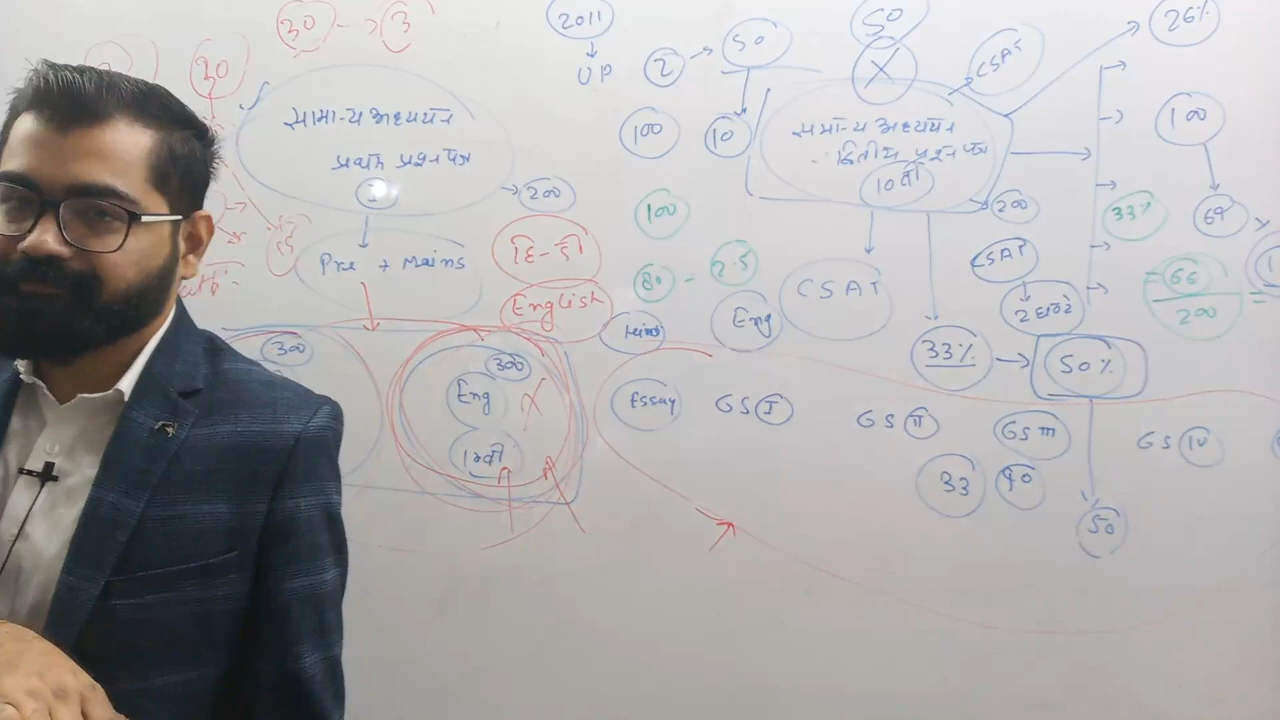 30 → 3
2011
50
50
26%
30
UP
2
X
CSAT
सामान्य अध्ययन
प्रथम प्रश्नपत्र
I
200
100
10
सामान्य अध्ययन
द्वितीय प्रश्नपत्र
10वी
200
100
100
33%
Pre + Mains
हिन्दी
English
80 - 2.5
Eng
CSAT
CSAT
2 घण्टे
= 66
200
=
33% → 50%
300
300
Eng
X
10वी
Essay
GS I
GS II
GS III
GS IV
33
90
50